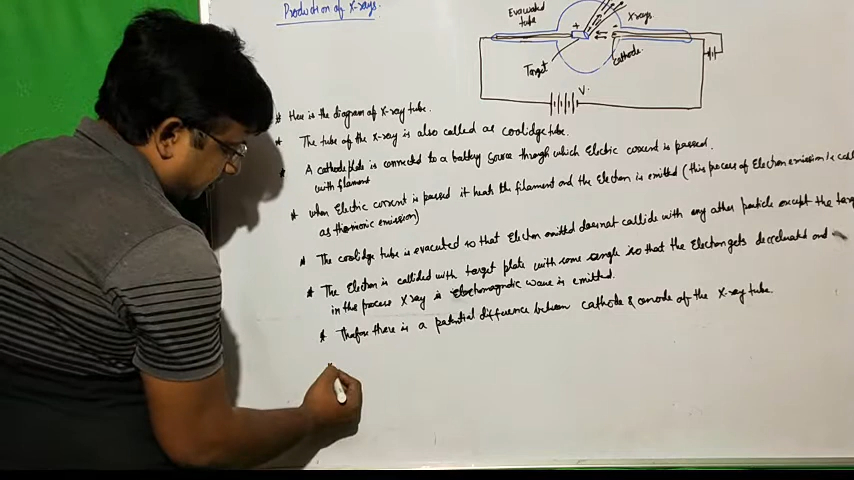 Production of X-rays.
Evacuated tube
X rays
+
-
Target
cathode.
V.
* Here is the diagram of X-ray tube.
* The tube of the X-ray is also called as coolidge tube.
* A cathode plate is connected to a battery source through which Electric current is passed
with filament
* when Electric current is passed it heats the filament and the Electron is emitted (this process of Electron emission is call
as thermionic emission)
* The coolidge tube is evacuated so that Electron emitted doesnot callide with any other particle except the targ
* The Electron is callided with target plate with some angle so that the Electron gets decelerated and
in the process X ray is Electromagnetic wave is emitted.
* Therefore there is a potential difference between cathode & anode of the X-ray tube.